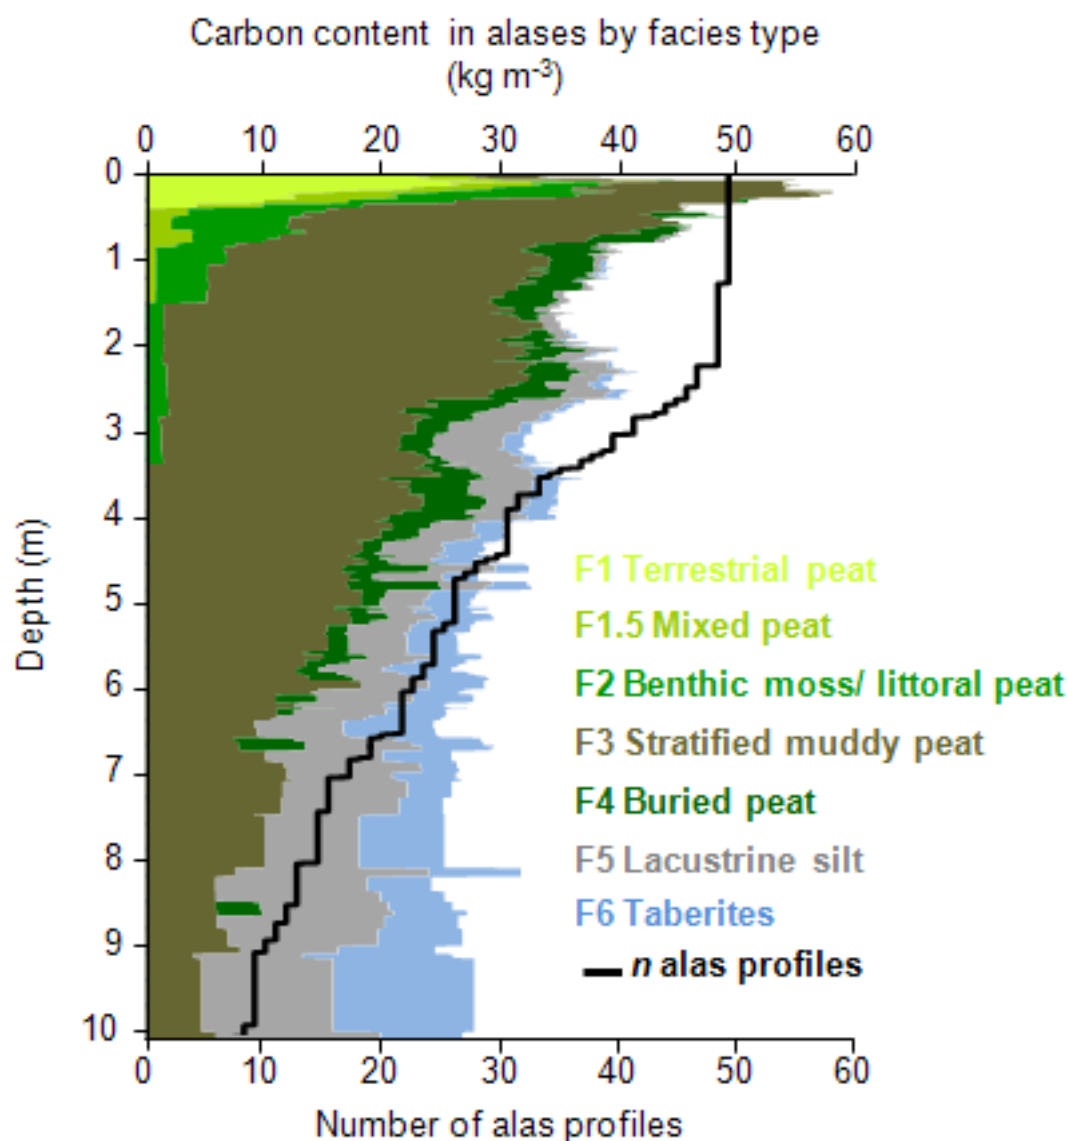 Carbon content in alases by facies type
(kg m-3)
0 10 20 30 40 50 60
0
1
2
3
4
5
6
7
8
9
10
Depth (m)
F1 Terrestrial peat
F1.5 Mixed peat
F2 Benthic moss/ littoral peat
F3 Stratified muddy peat
F4 Buried peat
F5 Lacustrine silt
F6 Taberites
n alas profiles
0 10 20 30 40 50 60
Number of alas profiles